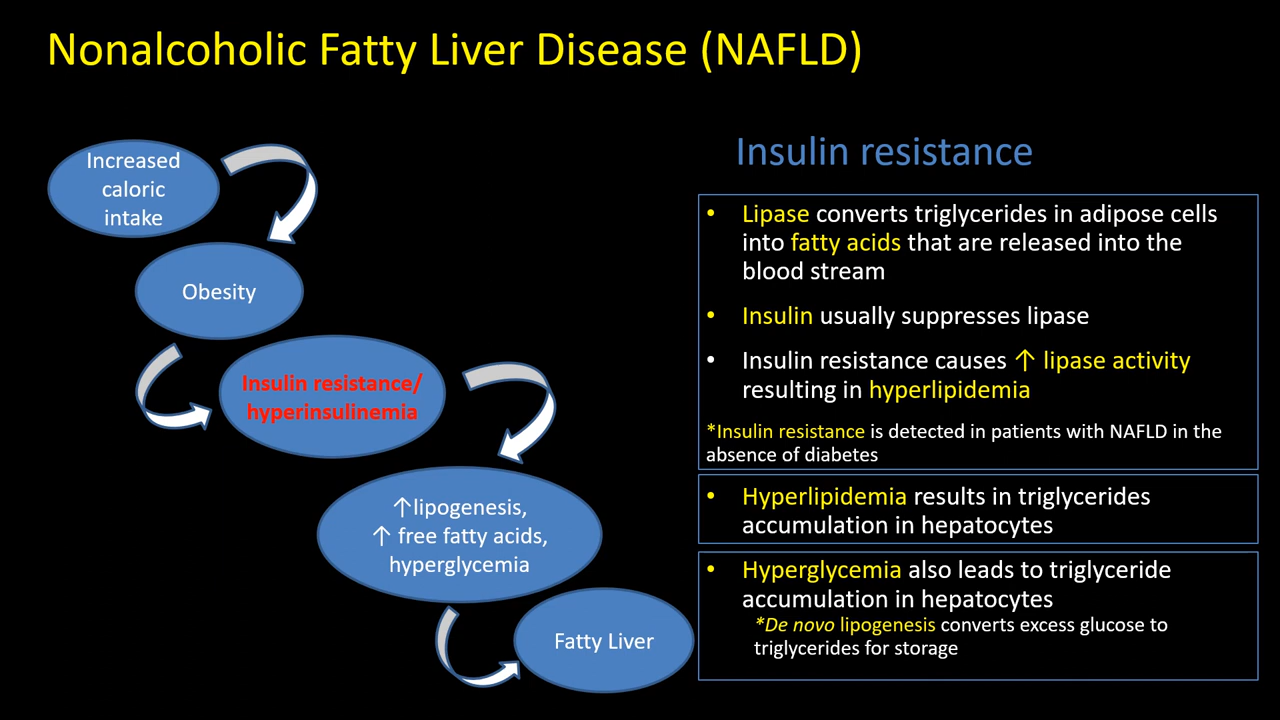 Nonalcoholic Fatty Liver Disease (NAFLD)
Increased
caloric
intake
Obesity
Insulin resistance/
hyperinsulinemia
↑lipogenesis,
↑ free fatty acids,
hyperglycemia
Fatty Liver
Insulin resistance
• Lipase converts triglycerides in adipose cells
into fatty acids that are released into the
blood stream
• Insulin usually suppresses lipase
• Insulin resistance causes ↑ lipase activity
resulting in hyperlipidemia
*Insulin resistance is detected in patients with NAFLD in the
absence of diabetes
• Hyperlipidemia results in triglycerides
accumulation in hepatocytes
• Hyperglycemia also leads to triglyceride
accumulation in hepatocytes
*De novo lipogenesis converts excess glucose to
triglycerides for storage